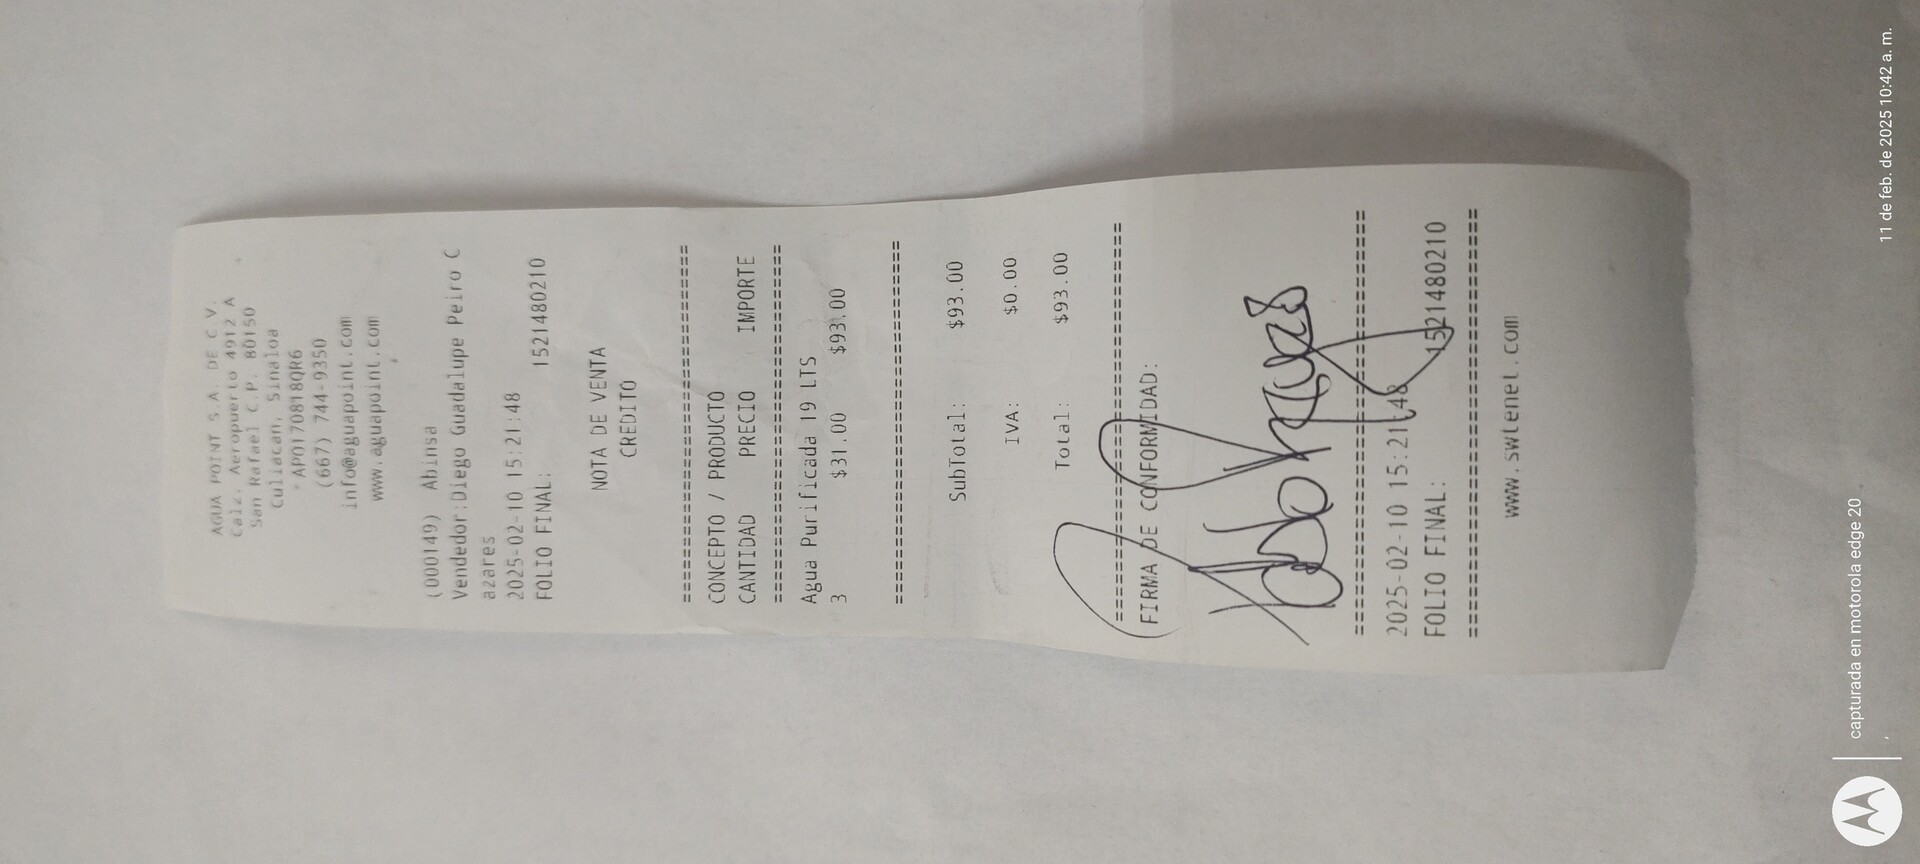 AGUA POINT S.A. DE C.V.
Calz. Aeropuerto 4912 A
San Rafael C.P. 80150
Culiacan, Sinaloa
APO170818QR6
(667) 744-9350
info@aguapoint.com
www.aguapoint.com
(000149) Abinsa
Vendedor:Diego Guadalupe Peiro C
azares
2025-02-10 15:21:48
FOLIO FINAL: 1521480210
NOTA DE VENTA
CREDITO
CONCEPTO / PRODUCTO
CANTIDAD PRECIO IMPORTE
Agua Purificada 19 LTS
3 $31.00 $93.00
SubTotal: $93.00
IVA: $0.00
Total: $93.00
FIRMA DE CONFORMIDAD:
2025-02-10 15:21:48
FOLIO FINAL: 1521480210
www.swtenet.com
capturada en motorola edge 20
11 de feb. de 2025 10:42 a. m.